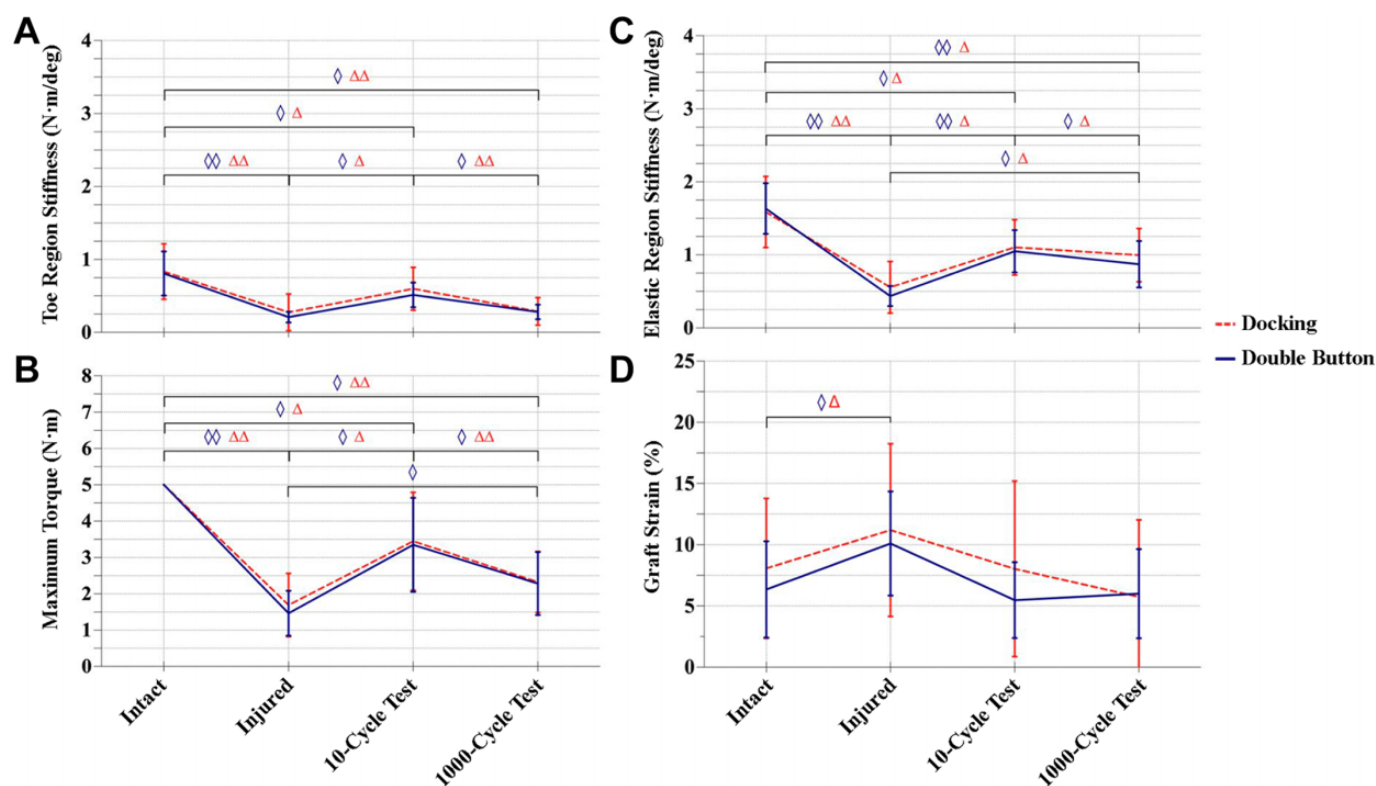 A
Toe Region Stiffness (N·m/deg)
4
3
2
1
0
◊ ΔΔ
◊ Δ
◊◊ ΔΔ
◊ Δ
◊ ΔΔ
C
Elastic Region Stiffness (N·m/deg)
4
3
2
1
0
◊◊ Δ
◊ Δ
◊◊ ΔΔ
◊◊ Δ
◊ Δ
◊ Δ
Docking
Double Button
B
Maximum Torque (N·m)
8
7
6
5
4
3
2
1
0
◊ ΔΔ
◊ Δ
◊◊ ΔΔ
◊ Δ
◊ ΔΔ
◊
Intact
Injured
10-Cycle Test
1000-Cycle Test
D
Graft Strain (%)
25
20
15
10
5
0
◊ Δ
Intact
Injured
10-Cycle Test
1000-Cycle Test